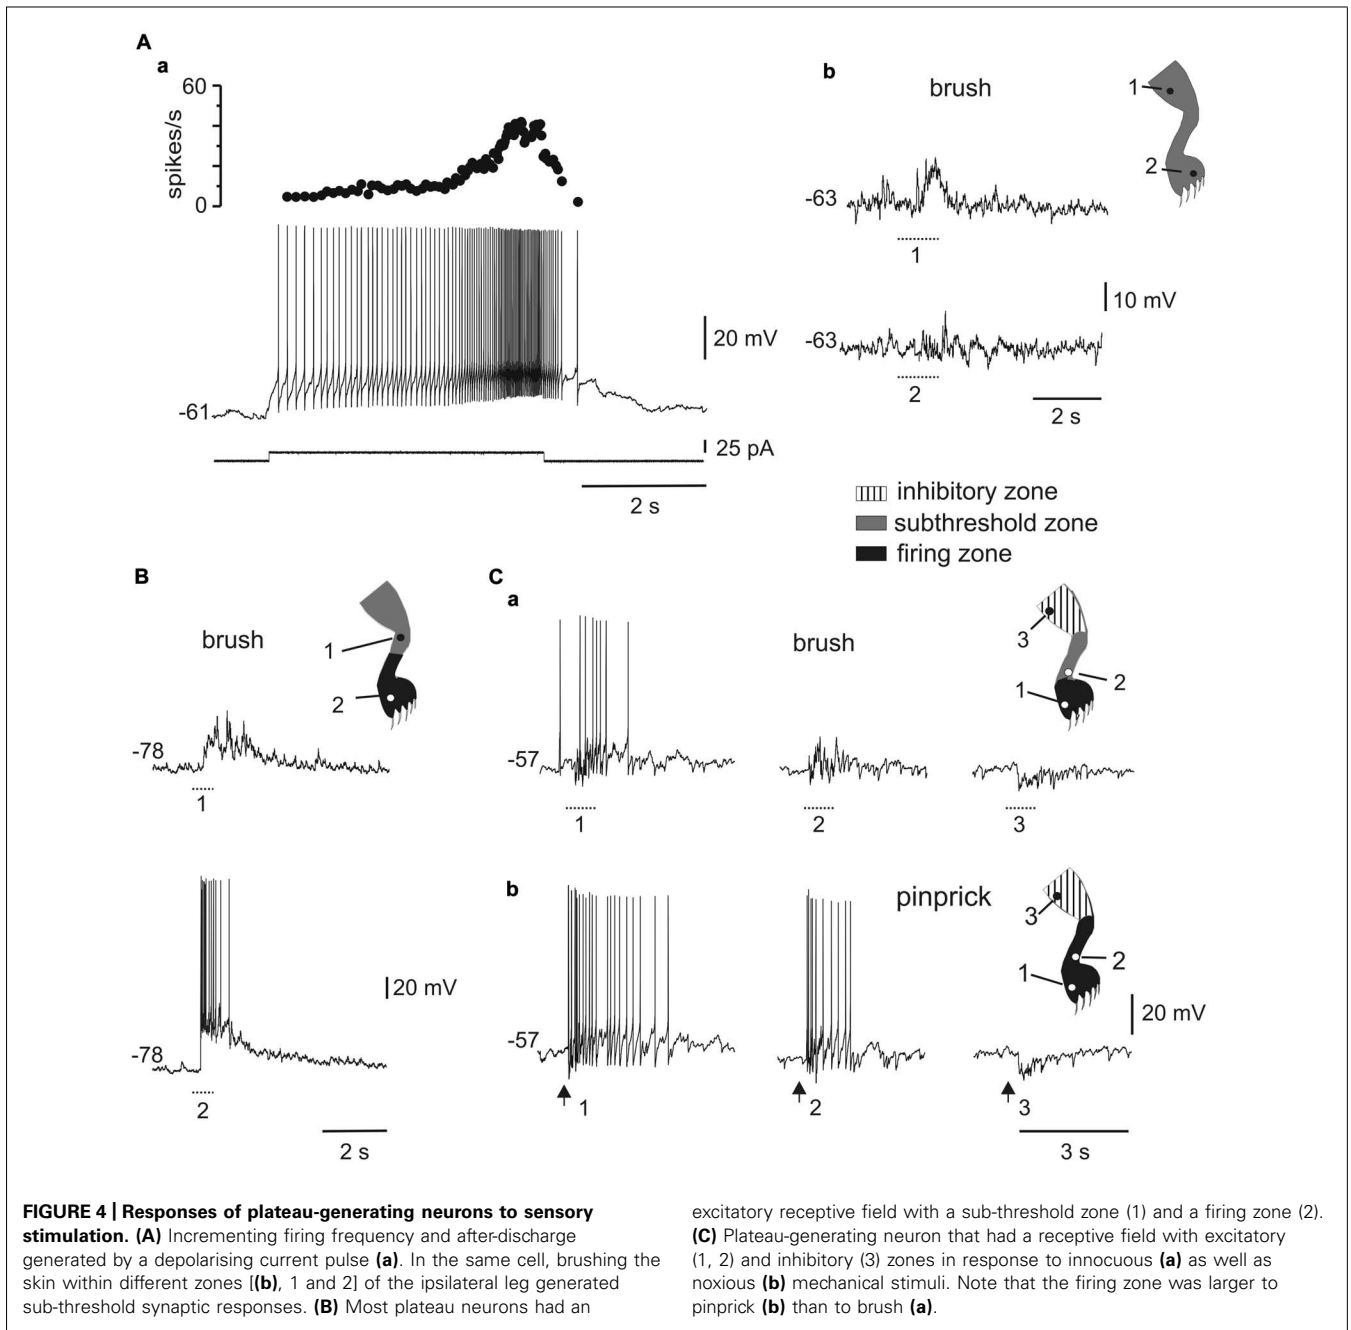 A
a
60
spikes/s
0
-61
20 mV
25 pA
2 s
b
brush
1
2
-63
1
10 mV
-63
2
2 s
inhibitory zone
subthreshold zone
firing zone
B
brush
1
2
-78
1
20 mV
-78
2
2 s
C
a
brush
3
1
2
-57
1
2
3
b
pinprick
3
1
2
20 mV
-57
1
2
3
3 s
FIGURE 4 | Responses of plateau-generating neurons to sensory
stimulation. (A) Incrementing firing frequency and after-discharge
generated by a depolarising current pulse (a). In the same cell, brushing the
skin within different zones [(b), 1 and 2] of the ipsilateral leg generated
sub-threshold synaptic responses. (B) Most plateau neurons had an
excitatory receptive field with a sub-threshold zone (1) and a firing zone (2).
(C) Plateau-generating neuron that had a receptive field with excitatory
(1, 2) and inhibitory (3) zones in response to innocuous (a) as well as
noxious (b) mechanical stimuli. Note that the firing zone was larger to
pinprick (b) than to brush (a).